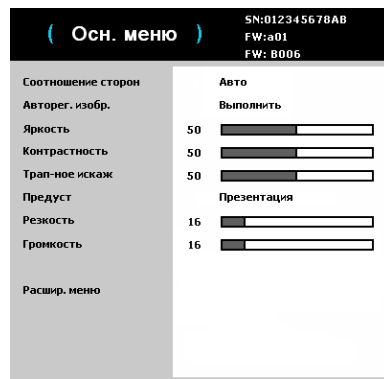 ( Осн. меню )
SN:012345678AB
FW:a01
FW: B006
Соотношение сторон Авто
Авторег. изобр. Выполнить
Яркость 50
Контрастность 50
Трап-ное искаж 50
Предуст Презентация
Резкость 16
Громкость 16
Расшир. меню